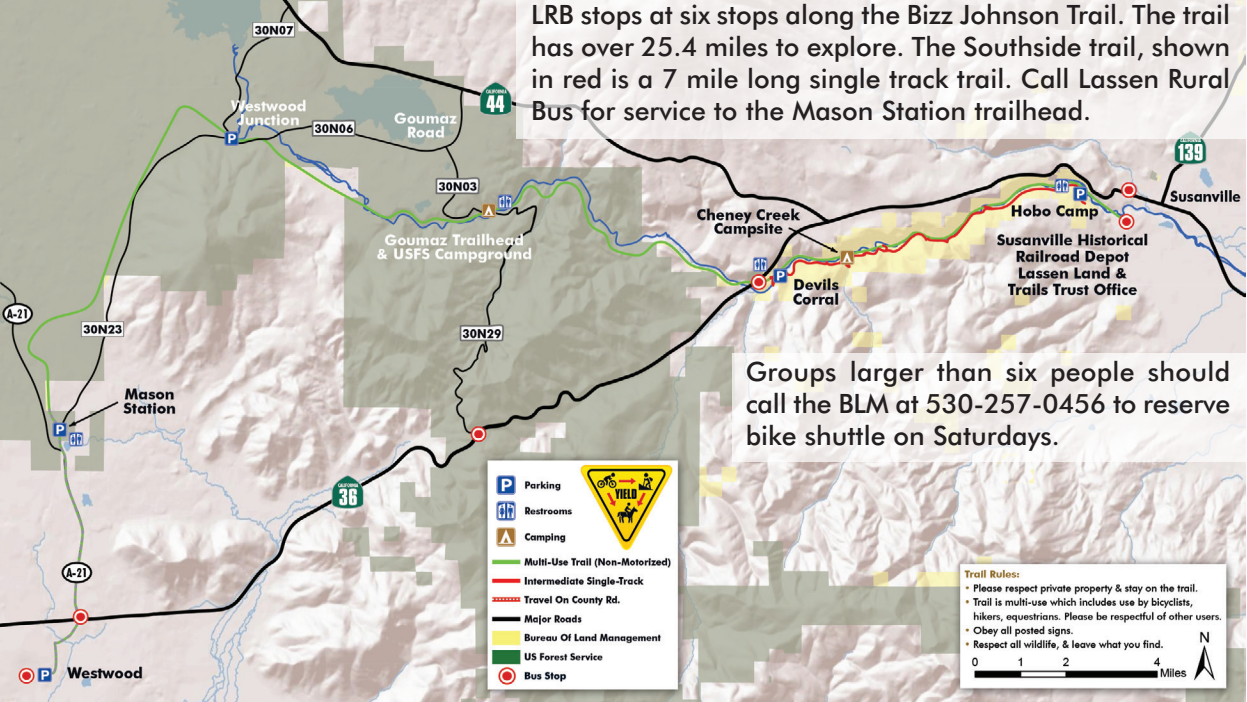 LRB stops at six stops along the Bizz Johnson Trail. The trail
has over 25.4 miles to explore. The Southside trail, shown
in red is a 7 mile long single track trail. Call Lassen Rural
Bus for service to the Mason Station trailhead.
30N07
CALIFORNIA
44
Westwood
Junction
P
30N06
Goumaz
Road
30N03
Goumaz Trailhead
& USFS Campground
CALIFORNIA
139
Susanville
Cheney Creek
Campsite
Hobo Camp
P
Susanville Historical
Railroad Depot
Lassen Land &
Trails Trust Office
P
Devils
Corral
A-21
30N23
30N29
Mason
Station
P
Groups larger than six people should
call the BLM at 530-257-0456 to reserve
bike shuttle on Saturdays.
CALIFORNIA
36
A-21
P
Westwood
YIELD
P Parking
Restrooms
Camping
Multi-Use Trail (Non-Motorized)
Intermediate Single-Track
Travel On County Rd.
Major Roads
Bureau Of Land Management
US Forest Service
Bus Stop
Trail Rules:
• Please respect private property & stay on the trail.
• Trail is multi-use which includes use by bicyclists,
hikers, equestrians. Please be respectful of other users.
• Obey all posted signs.
• Respect all wildlife, & leave what you find.
N
0 1 2 4
Miles